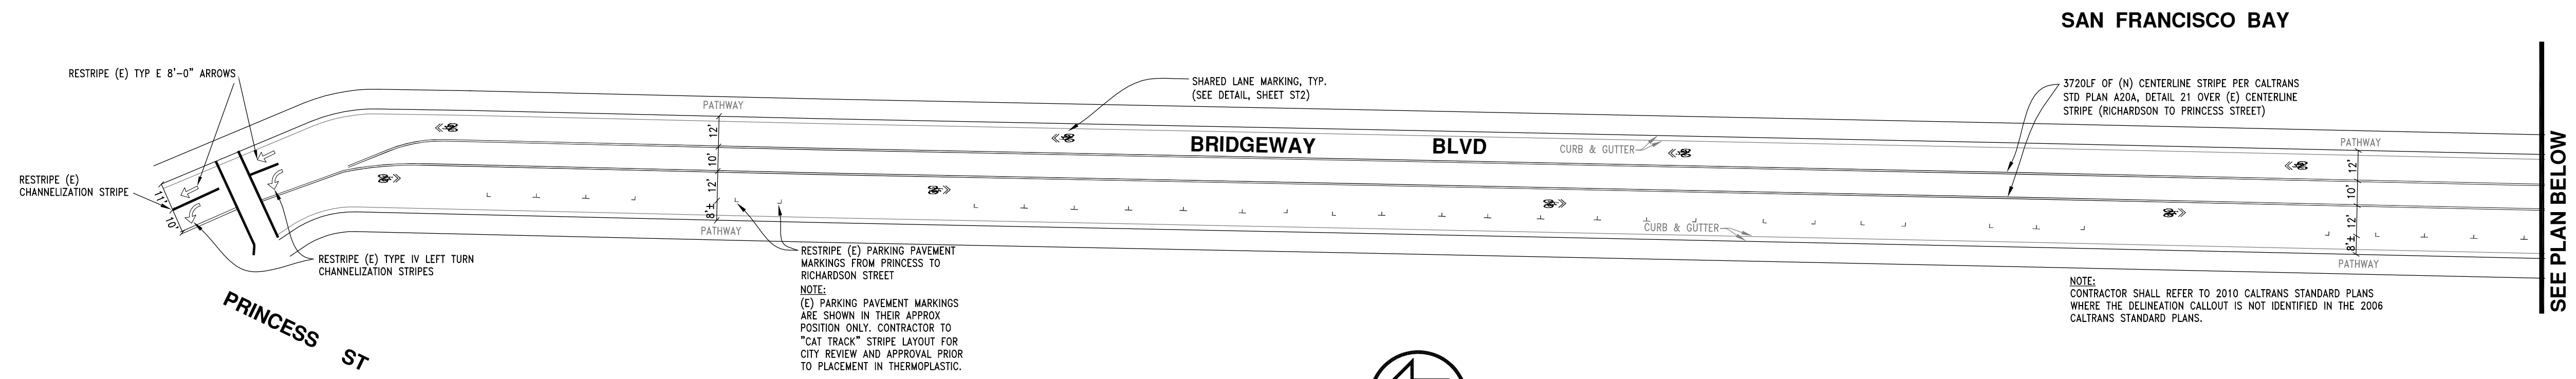 SAN FRANCISCO BAY
RESTRIPE (E) TYP E 8'-0" ARROWS
SHARED LANE MARKING, TYP.
(SEE DETAIL, SHEET ST2)
3720LF OF (N) CENTERLINE STRIPE PER CALTRANS
STD PLAN A20A, DETAIL 21 OVER (E) CENTERLINE
STRIPE (RICHARDSON TO PRINCESS STREET)
PATHWAY
12'
10'
12'
8'±
PATHWAY
BRIDGEWAY BLVD
CURB & GUTTER
CURB & GUTTER
PATHWAY
12'
10'
12'
8'±
PATHWAY
SEE PLAN BELOW
RESTRIPE (E)
CHANNELIZATION STRIPE
11'
10'
RESTRIPE (E) TYPE IV LEFT TURN
CHANNELIZATION STRIPES
PRINCESS ST
RESTRIPE (E) PARKING PAVEMENT
MARKINGS FROM PRINCESS TO
RICHARDSON STREET
NOTE:
(E) PARKING PAVEMENT MARKINGS
ARE SHOWN IN THEIR APPROX
POSITION ONLY. CONTRACTOR TO
"CAT TRACK" STRIPE LAYOUT FOR
CITY REVIEW AND APPROVAL PRIOR
TO PLACEMENT IN THERMOPLASTIC.
NOTE:
CONTRACTOR SHALL REFER TO 2010 CALTRANS STANDARD PLANS
WHERE THE DELINEATION CALLOUT IS NOT IDENTIFIED IN THE 2006
CALTRANS STANDARD PLANS.